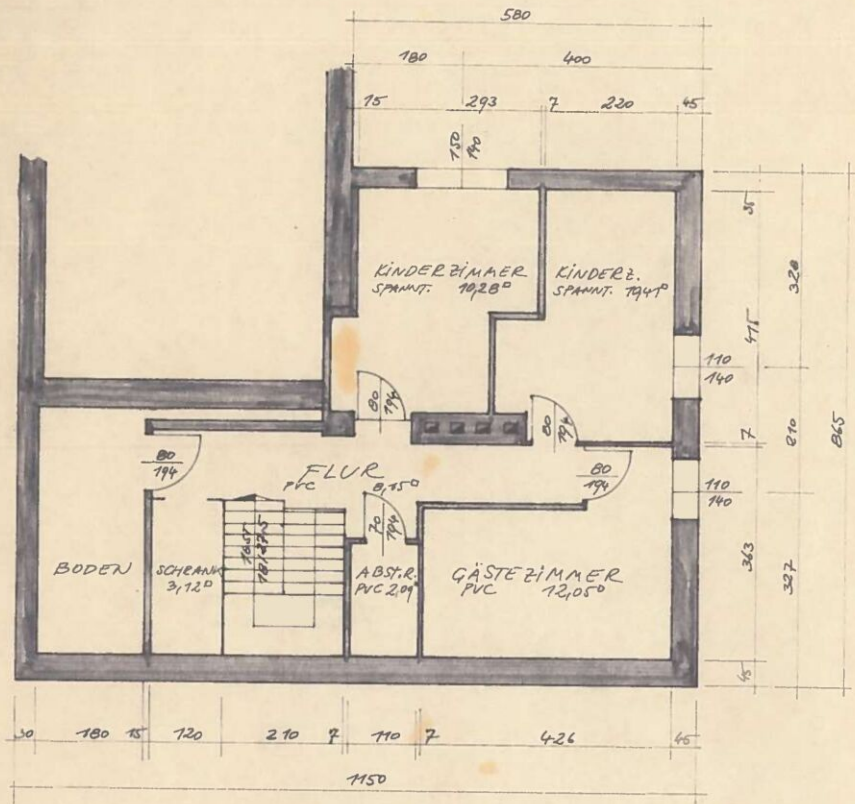 580
180 400
15 293 7 220 45
150
140
35
KINDERZIMMER
SPANNT. 10,28
KINDERZ.
SPANNT. 10,41
328
415
110
140
80
194
80
194
7
210
865
80
194
FLUR
PVC 8,15
80
194
110
140
70
194
BODEN
SCHRANK
3,12
ABST.R.
PVC 2,09
GÄSTEZIMMER
PVC 12,05
363
327
45
30 180 15 120 210 7 110 7 426 45
1150